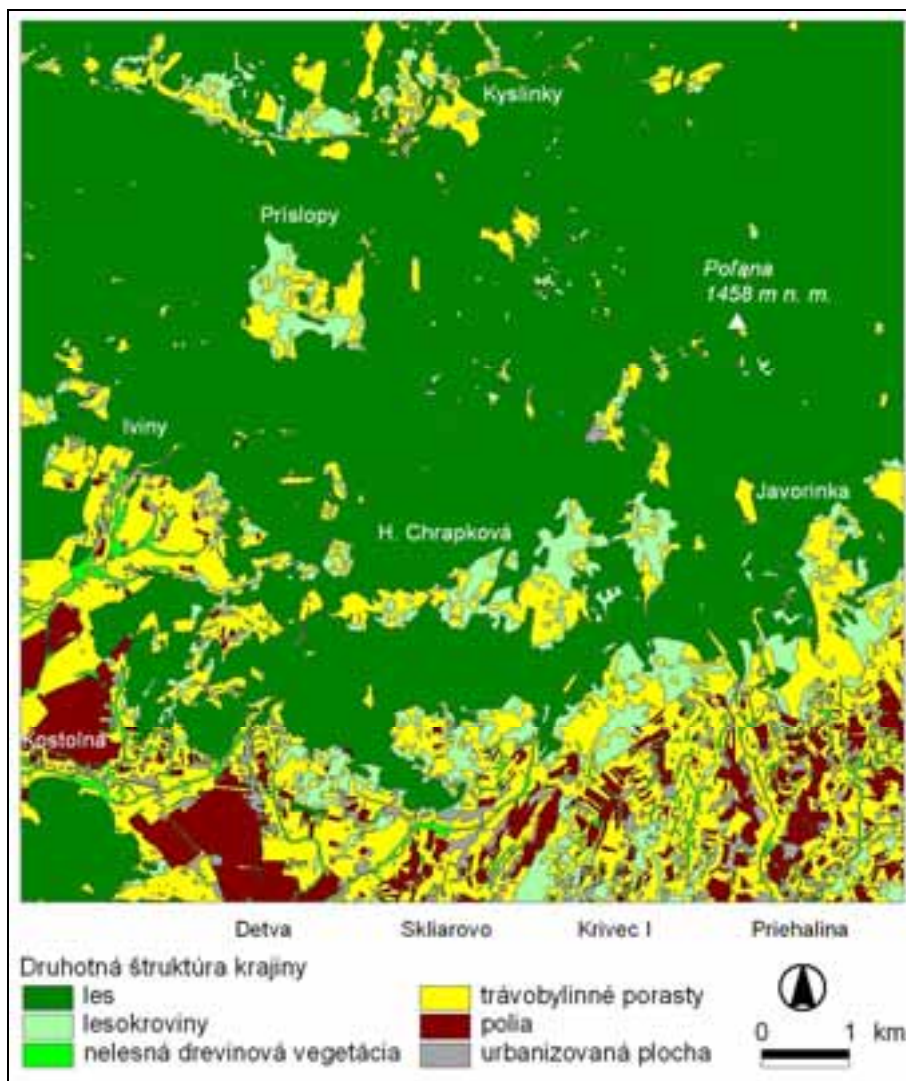 Kyslinky
Príslopy
Poľana
1458 m n. m.
Iviny
Javorinka
H. Chrapková
Kostolná
Detva Skliarovo Krivec I Priehalina
Druhotná štruktúra krajiny
les
lesokroviny
nelesná drevinová vegetácia
trávobylinné porasty
polia
urbanizovaná plocha
0 1 km